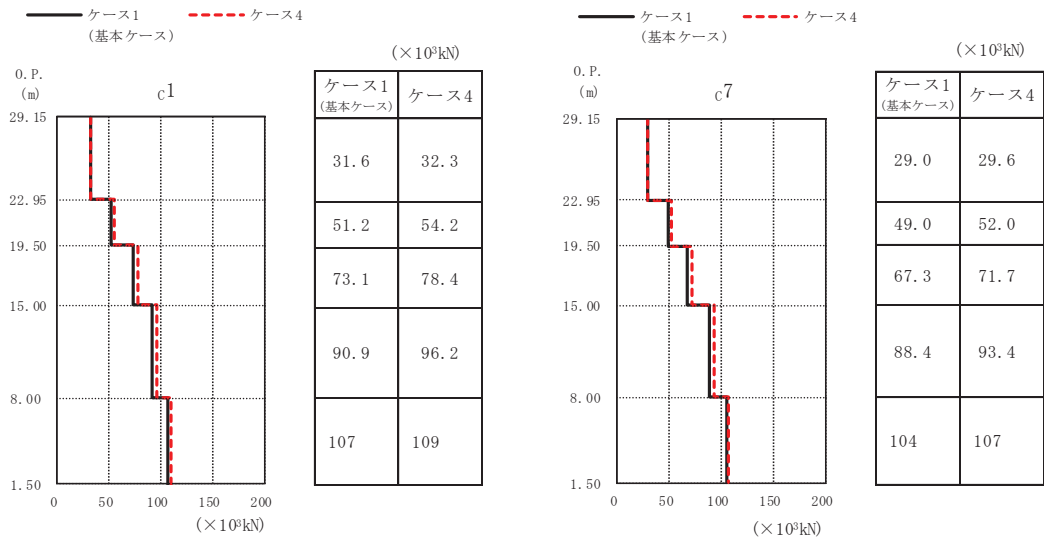 ケース1
(基本ケース)
ケース4
(×10³kN)
O.P.
(m)
C1
29.15
22.95
19.50
15.00
8.00
1.50
0 50 100 150 200
(×10³kN)
ケース1 ケース4
(基本ケース)
31.6 32.3
51.2 54.2
73.1 78.4
90.9 96.2
107 109
ケース1
(基本ケース)
ケース4
(×10³kN)
O.P.
(m)
C7
29.15
22.95
19.50
15.00
8.00
1.50
0 50 100 150 200
(×10³kN)
ケース1 ケース4
(基本ケース)
29.0 29.6
49.0 52.0
67.3 71.7
88.4 93.4
104 107